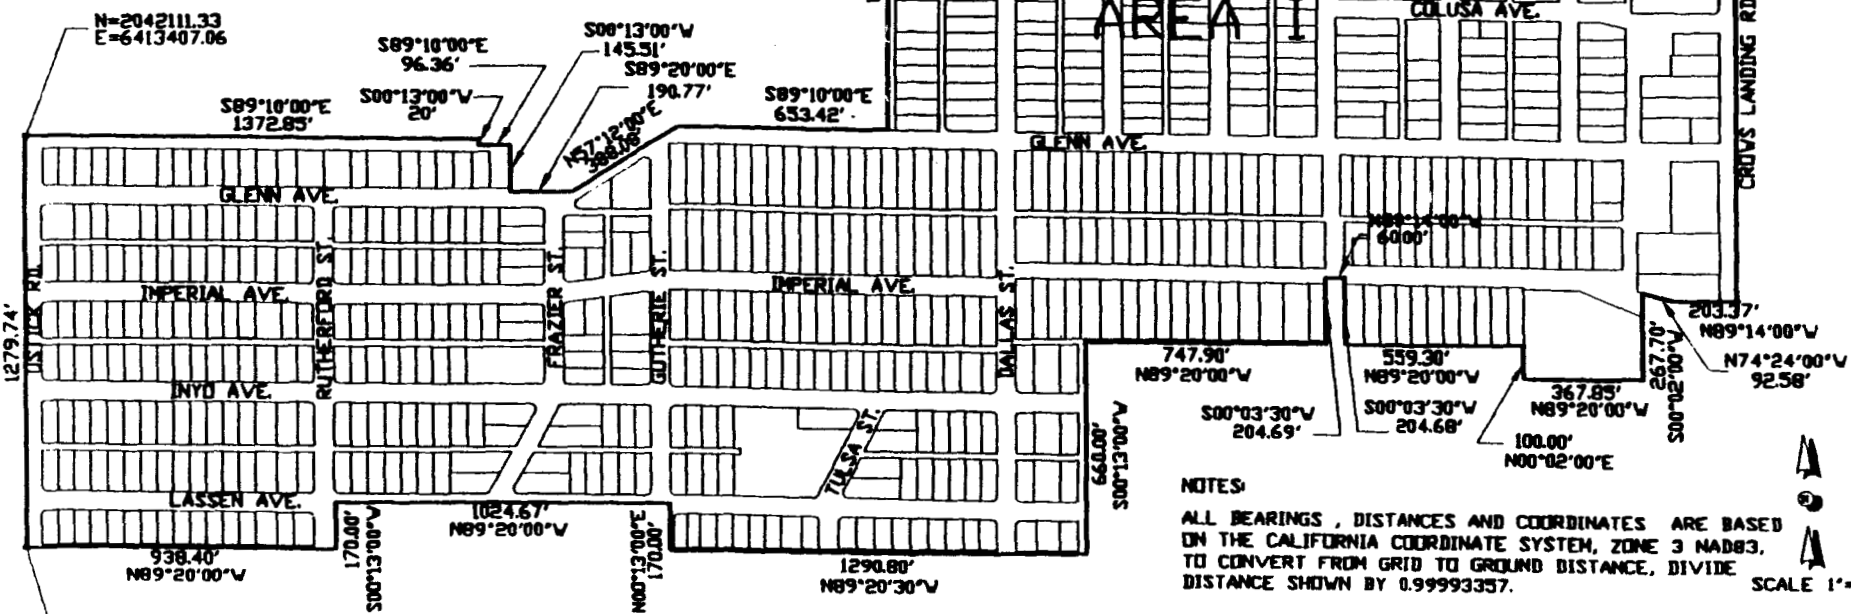 N=2042111.33
E=6413407.06
S89°10'00"E
96.36'
S00°13'00"W
145.51'
S89°20'00"E
190.77'
S89°10'00"E
1372.85'
S00°13'00"W
20'
N57°12'00"E
388.08'
S89°10'00"E
653.42'
AREA 1
COLUSA AVE.
CROWS LANDING RD.
GLENN AVE.
GLENN AVE.
N89°14'00"W
60.00'
1279.74'
USTICK RD.
IMPERIAL AVE.
RUTHERFORD ST.
FRAZIER ST.
GUTHERIE ST.
IMPERIAL AVE.
DALLAS ST.
203.37'
N89°14'00"W
N74°24'00"W
92.58'
267.70'
S00°02'00"W
747.90'
N89°20'00"W
559.30'
N89°20'00"W
367.85'
N89°20'00"W
INYO AVE.
TULSA ST.
660.00'
S00°13'00"W
S00°03'30"W
204.69'
S00°03'30"W
204.68'
100.00'
N00°02'00"E
LASSEN AVE.
938.40'
N89°20'00"W
170.00'
S00°13'00"W
1024.67'
N89°20'00"W
N00°13'00"E
170.00'
1290.80'
N89°20'30"W
NOTES:
ALL BEARINGS , DISTANCES AND COORDINATES ARE BASED
ON THE CALIFORNIA COORDINATE SYSTEM, ZONE 3 NAD83.
TO CONVERT FROM GRID TO GROUND DISTANCE, DIVIDE
DISTANCE SHOWN BY 0.99993357.
SCALE 1"=